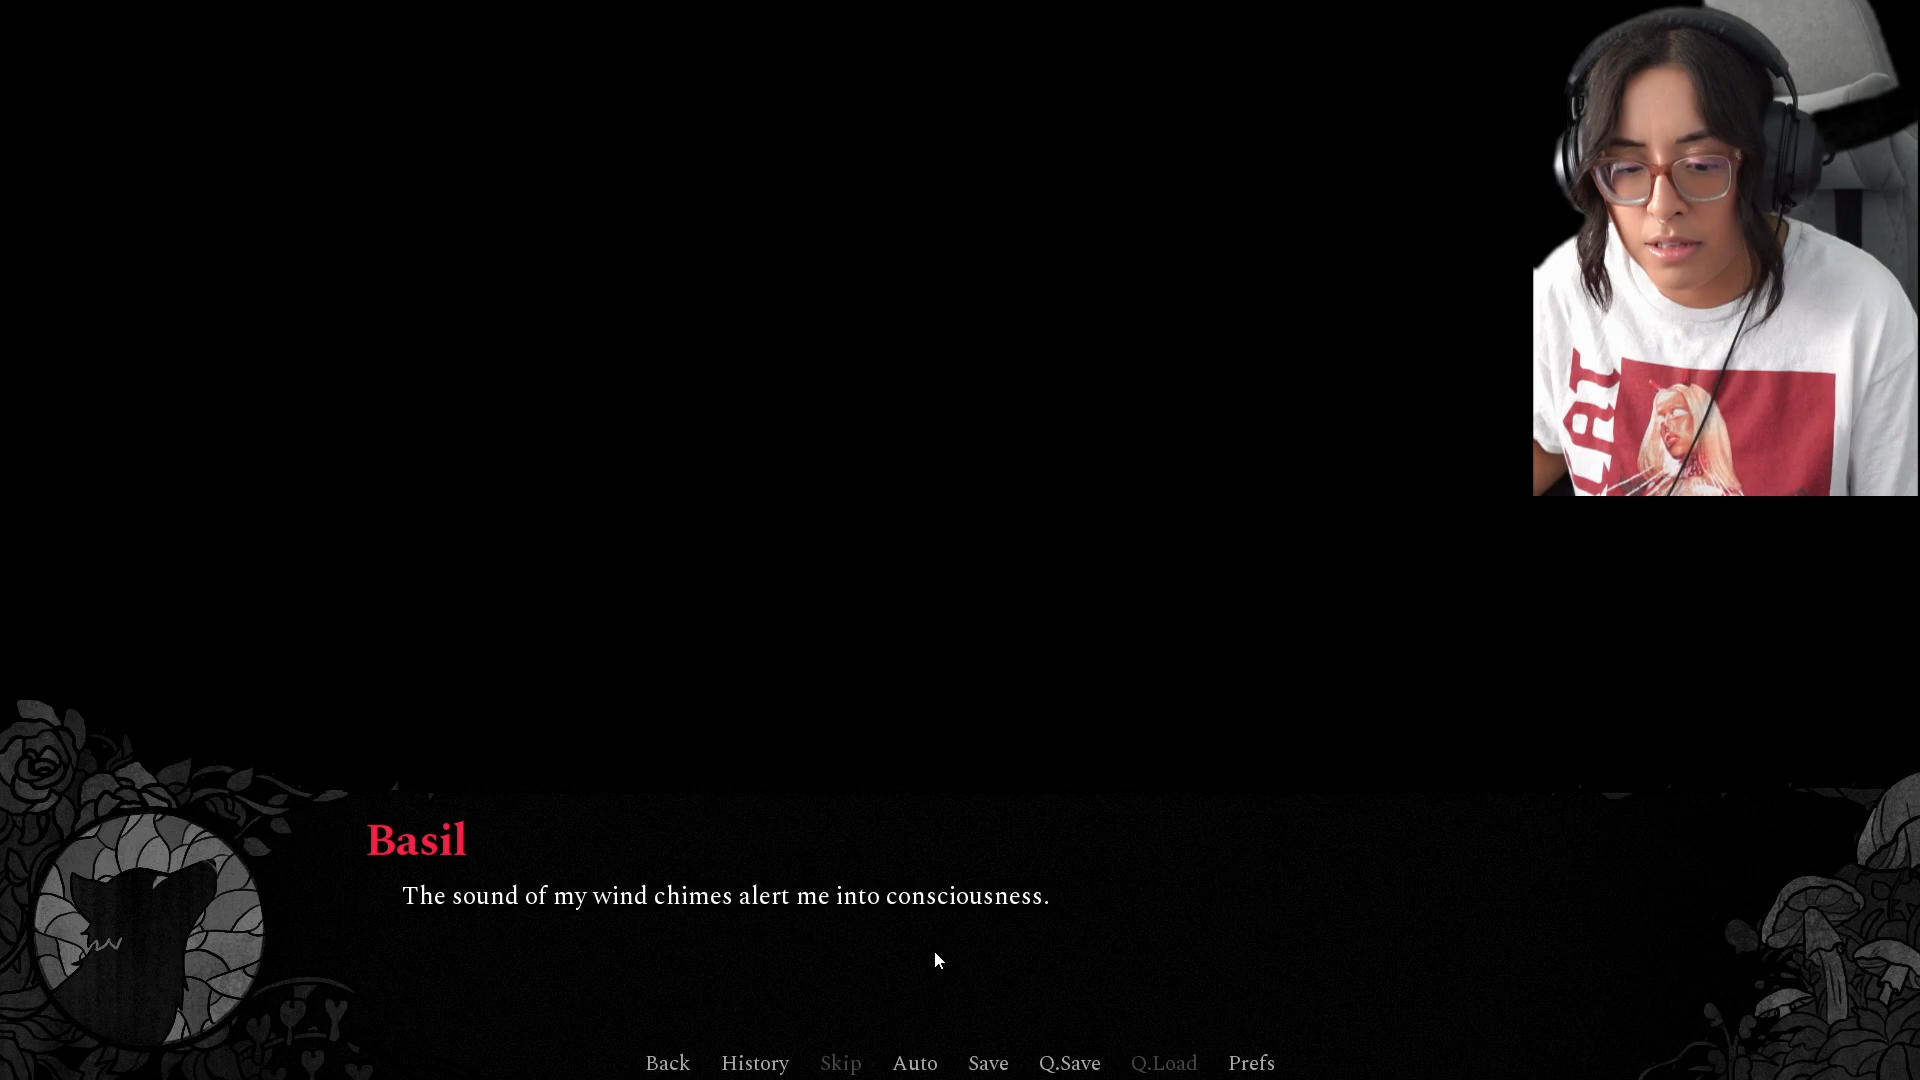 Basil
The sound of my wind chimes alert me into consciousness.
Back History Skip Auto Save Q.Save Q.Load Prefs